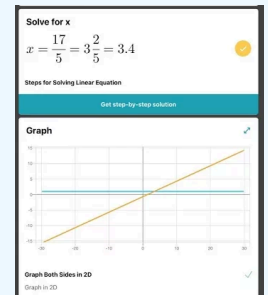 Solve for x
x = 17/5 = 3 2/5 = 3.4
Steps for Solving Linear Equation
Get step-by-step solution
Graph
15
10
5
0
-5
-10
-15
-30
-20
-10
0
10
20
30
Graph Both Sides in 2D
Graph in 2D